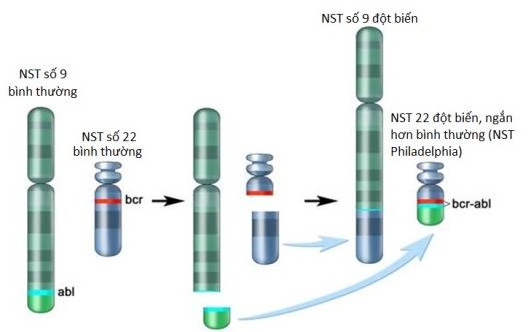 NST số 9 đột biến
NST số 9
bình thường
NST số 22
bình thường
NST 22 đột biến, ngắn
hơn bình thường (NST
Philadelphia)
bcr
bcr-abl
abl